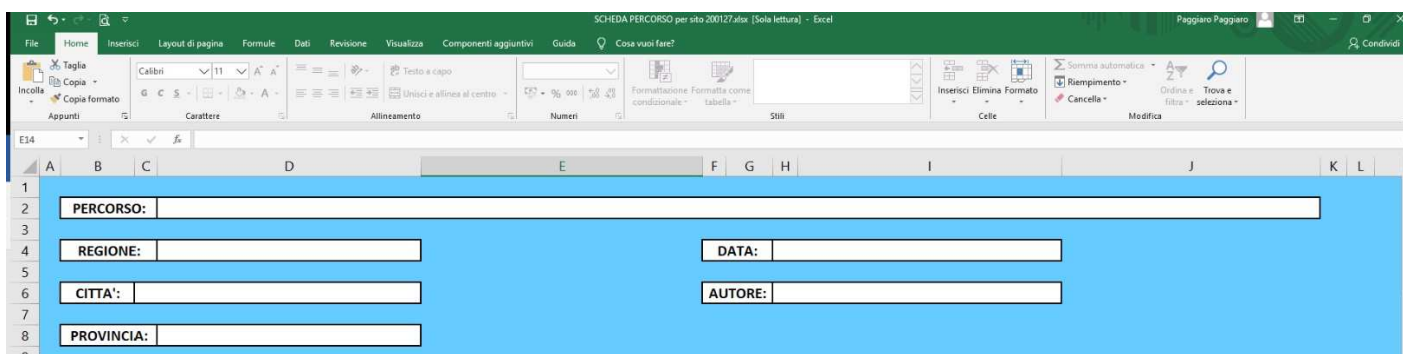 SCHEDA PERCORSO per sito 200127.xlsx [Sola lettura] - Excel
Paggiaro Paggiaro
File Home Inserisci Layout di pagina Formule Dati Revisione Visualizza Componenti aggiuntivi Guida Cosa vuoi fare? Condividi
Incolla
Taglia
Copia
Copia formato
Appunti
Calibri 11 A A
G C S A
Carattere
Testo a capo
Unisci e allinea al centro
Allineamento
% 000
Numeri
Formattazione condizionale
Formatta come tabella
Stili
Inserisci Elimina Formato
Celle
Somma automatica
Riempimento
Cancella
Ordina e filtra
Trova e seleziona
Modifica
E14 fx
A B C D E F G H I J K L
1
2 PERCORSO:
3
4 REGIONE: DATA:
5
6 CITTA': AUTORE:
7
8 PROVINCIA: